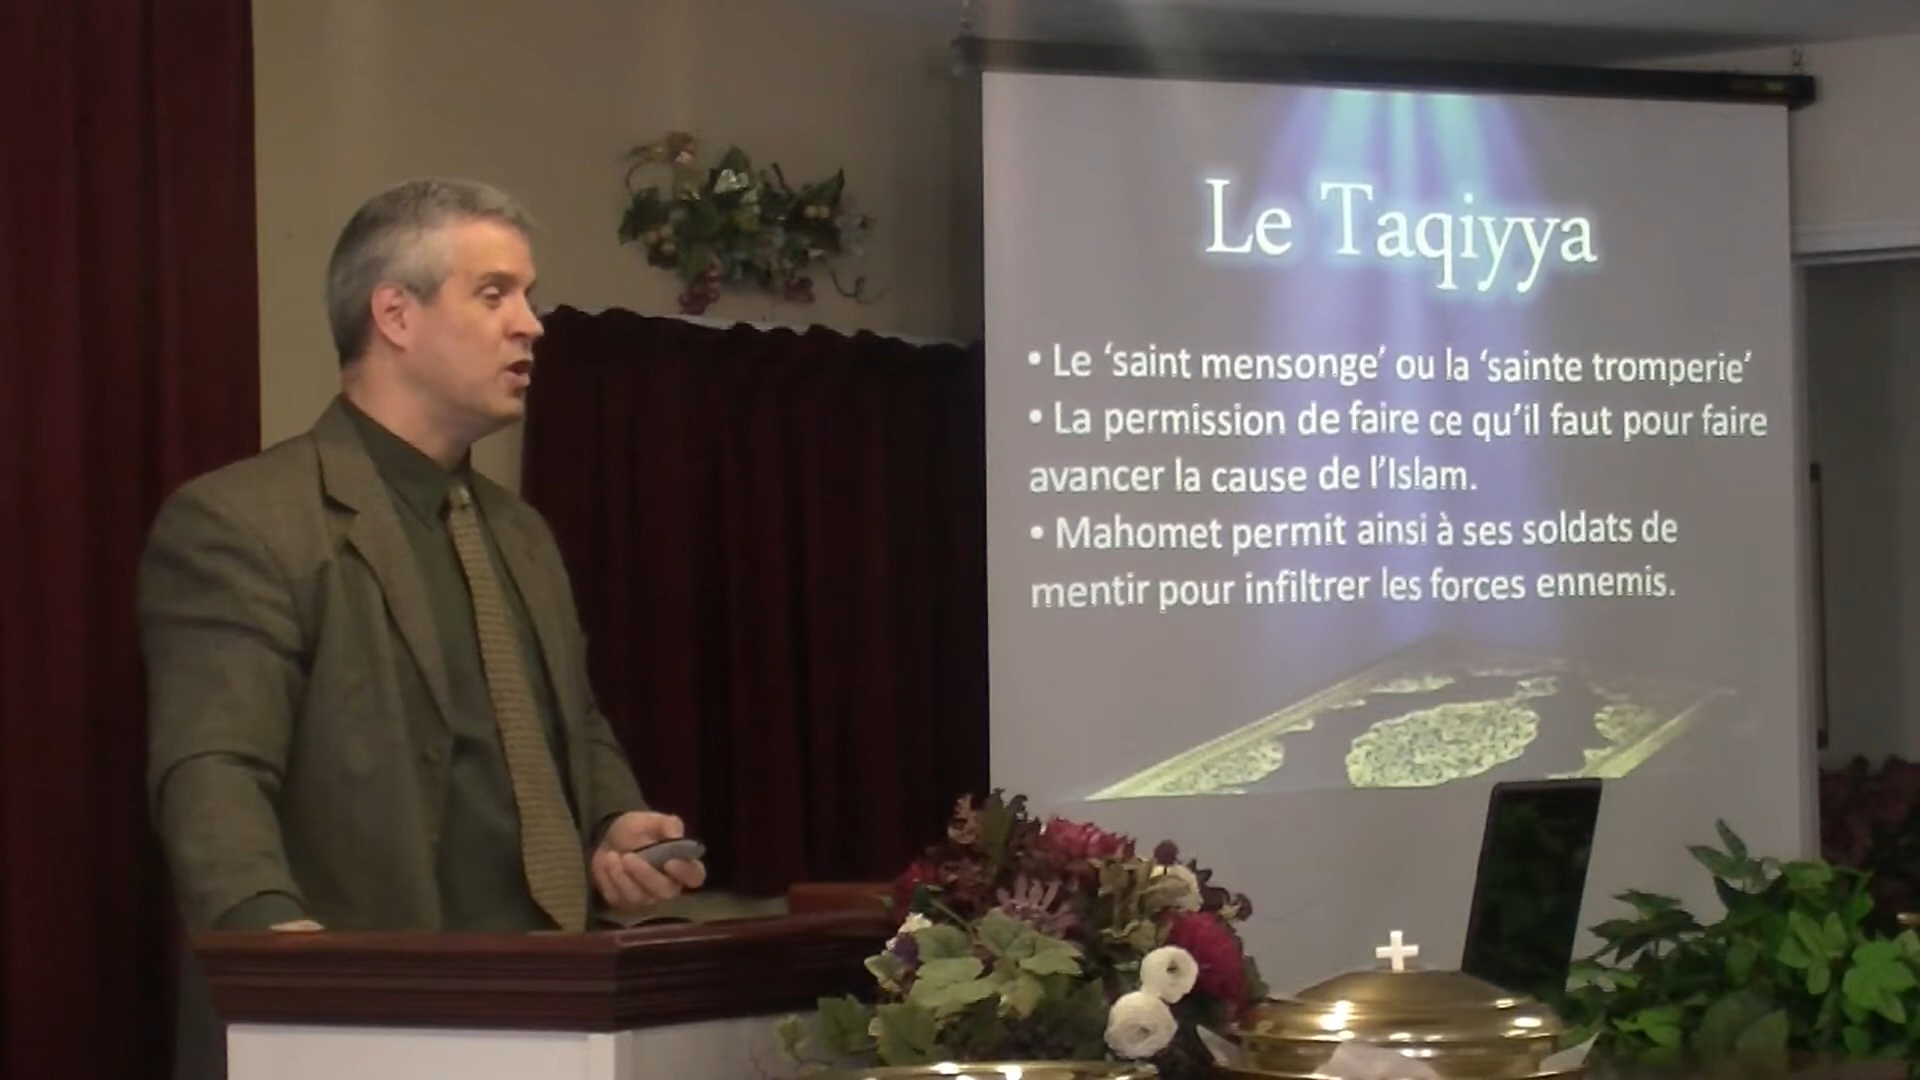 Le Taqiyya
• Le ‘saint mensonge’ ou la ‘sainte tromperie’
• La permission de faire ce qu’il faut pour faire
avancer la cause de l’Islam.
• Mahomet permit ainsi à ses soldats de
mentir pour infiltrer les forces ennemis.